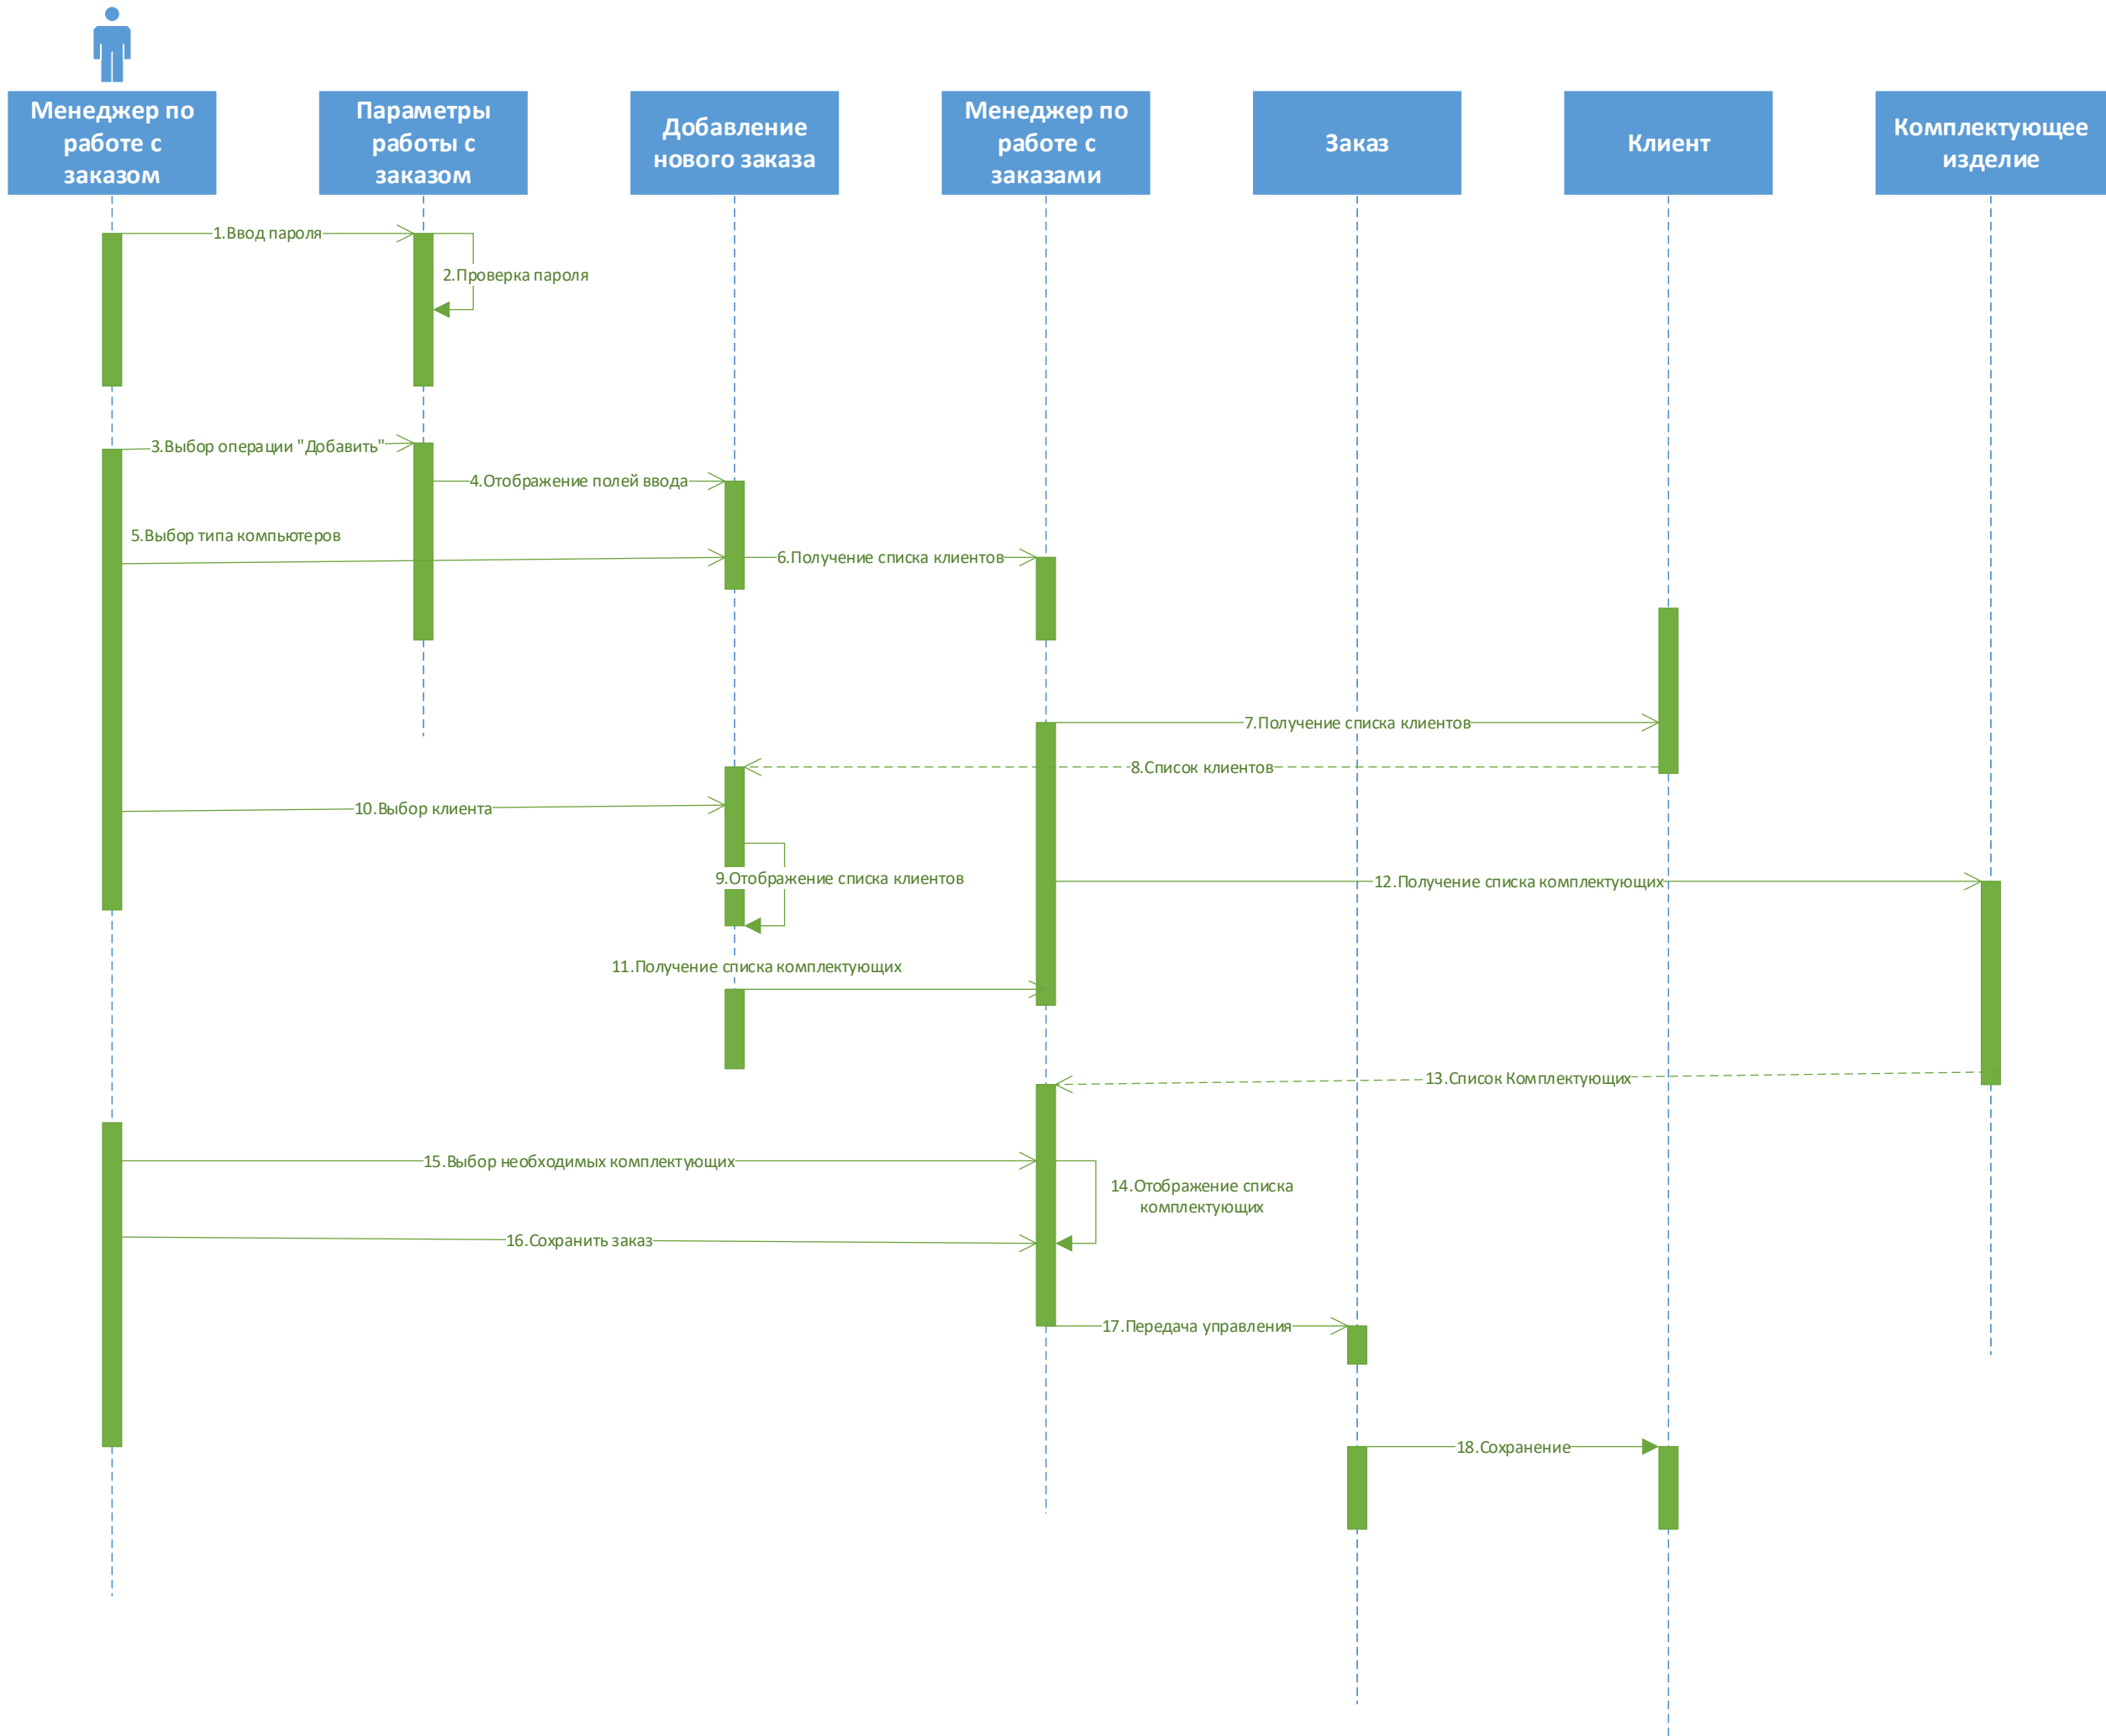 Менеджер по
работе с
заказом
Параметры
работы с
заказом
Добавление
нового заказа
Менеджер по
работе с
заказами
Заказ
Клиент
Комплектующее
изделие
1.Ввод пароля
2.Проверка пароля
3.Выбор операции "Добавить"
4.Отображение полей ввода
5.Выбор типа компьютеров
6.Получение списка клиентов
7.Получение списка клиентов
8.Список клиентов
10.Выбор клиента
9.Отображение списка клиентов
12.Получение списка комплектующих
11.Получение списка комплектующих
13.Список Комплектующих
15.Выбор необходимых комплектующих
14.Отображение списка
комплектующих
16.Сохранить заказ
17.Передача управления
18.Сохранение